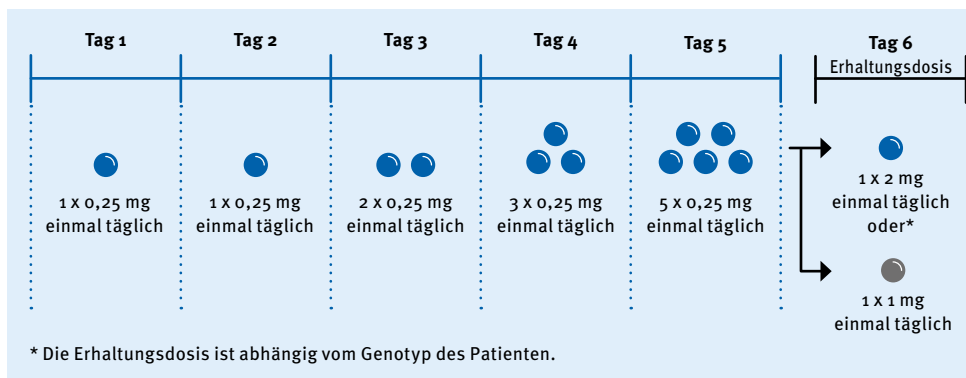 Tag 1
Tag 2
Tag 3
Tag 4
Tag 5
Tag 6
Erhaltungsdosis
1 x 0,25 mg
einmal täglich
1 x 0,25 mg
einmal täglich
2 x 0,25 mg
einmal täglich
3 x 0,25 mg
einmal täglich
5 x 0,25 mg
einmal täglich
1 x 2 mg
einmal täglich
oder*
1 x 1 mg
einmal täglich
* Die Erhaltungsdosis ist abhängig vom Genotyp des Patienten.